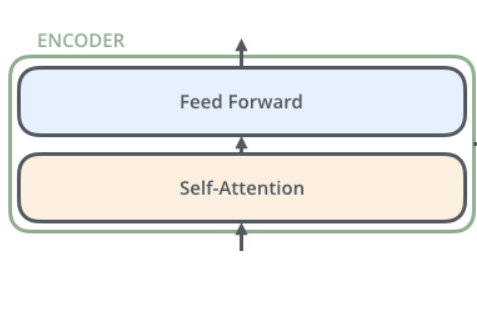 ENCODER
Feed Forward
Self-Attention